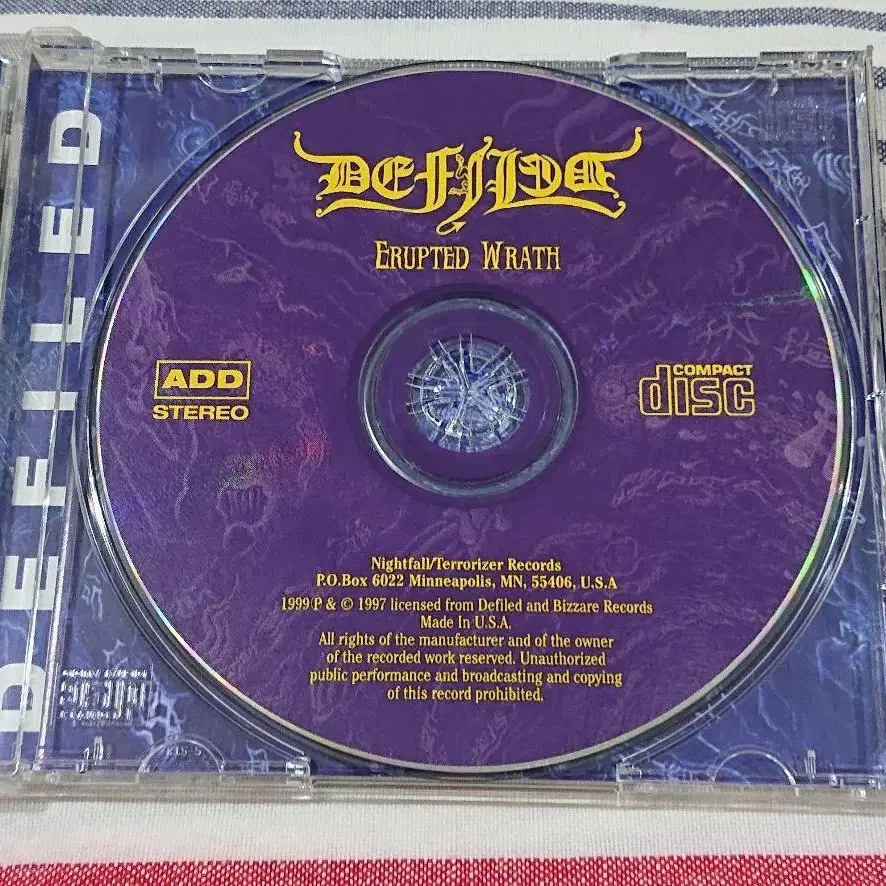 DEFILED
DEFILED
ERUPTED WRATH
ADD
STEREO
COMPACT
disc
Nightfall/Terrorizer Records
P.O.Box 6022 Minneapolis, MN, 55406, U.S.A
1999℗ & © 1997 licensed from Defiled and Bizzare Records
Made In U.S.A.
All rights of the manufacturer and of the owner
of the recorded work reserved. Unauthorized
public performance and broadcasting and copying
of this record prohibited.